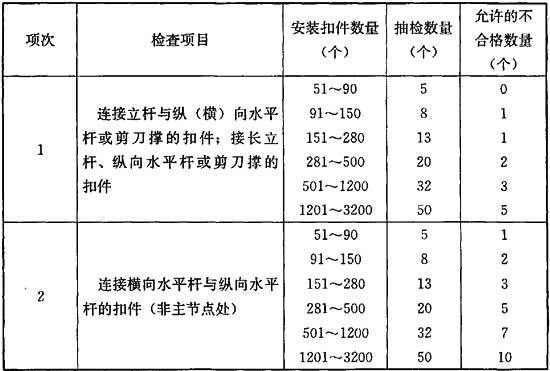 项次 检查项目 安装扣件数量（个） 抽检数量（个） 允许的不合格数量（个）
1
连接立杆与纵（横）向水平
杆或剪刀撑的扣件；接长立
杆、纵向水平杆或剪刀撑的
扣件
51～90 5 0
91～150 8 1
151～280 13 1
281～500 20 2
501～1200 32 3
1201～3200 50 5
2
连接横向水平杆与纵向水平
杆的扣件（非主节点处）
51～90 5 1
91～150 8 2
151～280 13 3
281～500 20 5
501～1200 32 7
1201～3200 50 10